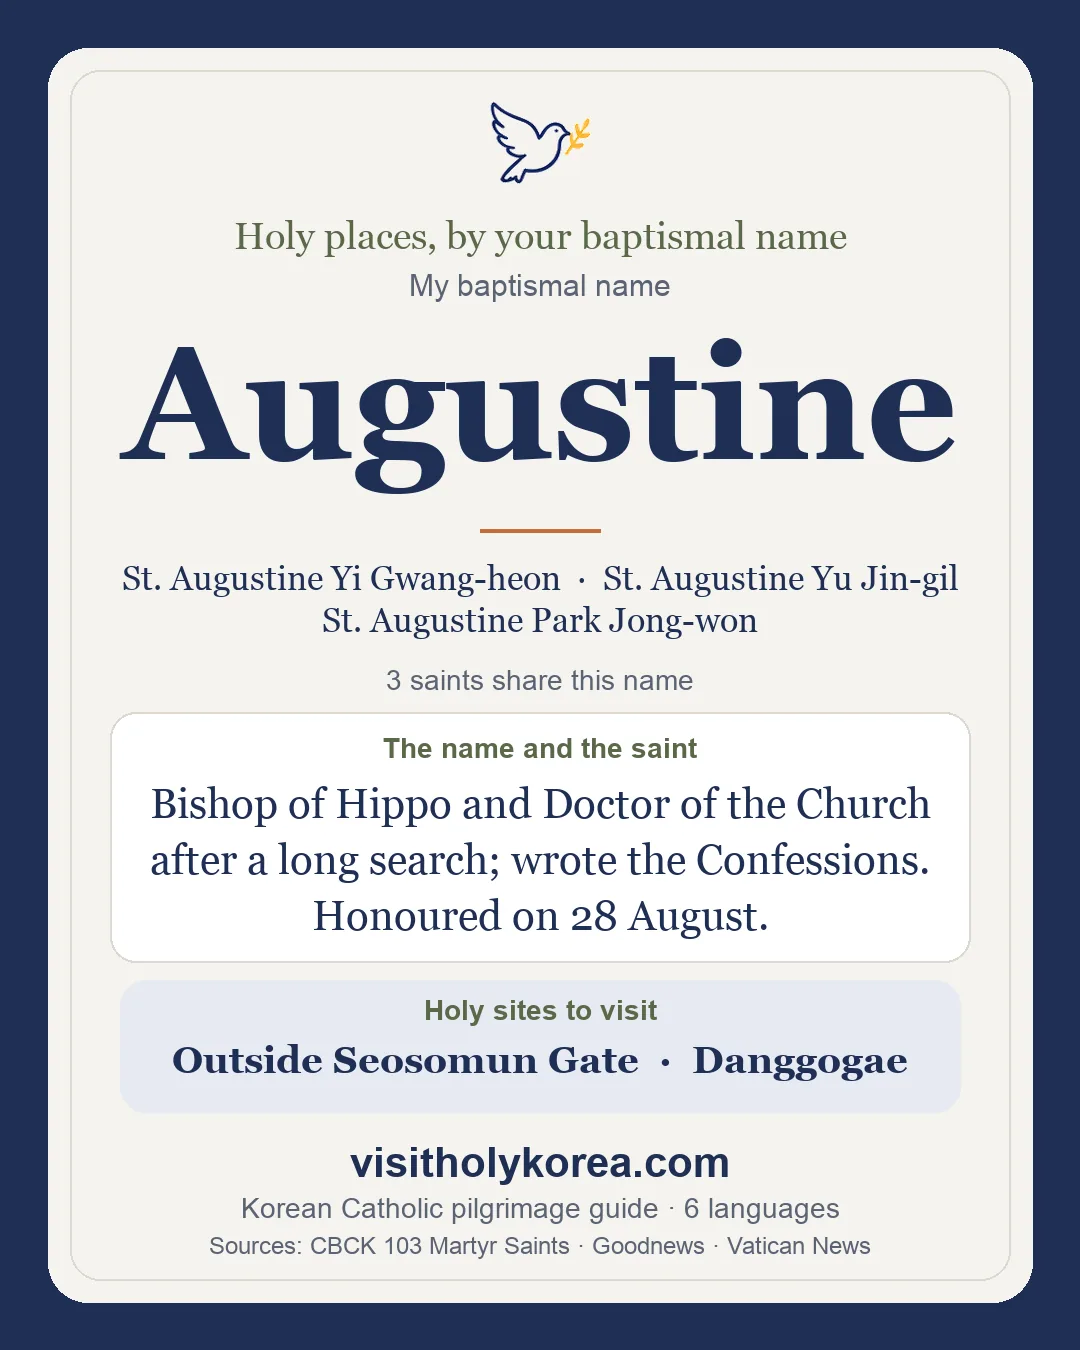 Holy places, by your baptismal name
My baptismal name
Augustine
St. Augustine Yi Gwang-heon · St. Augustine Yu Jin-gil
St. Augustine Park Jong-won
3 saints share this name
The name and the saint
Bishop of Hippo and Doctor of the Church
after a long search; wrote the Confessions.
Honoured on 28 August.
Holy sites to visit
Outside Seosomun Gate · Danggogae
visitholykorea.com
Korean Catholic pilgrimage guide · 6 languages
Sources: CBCK 103 Martyr Saints · Goodnews · Vatican News